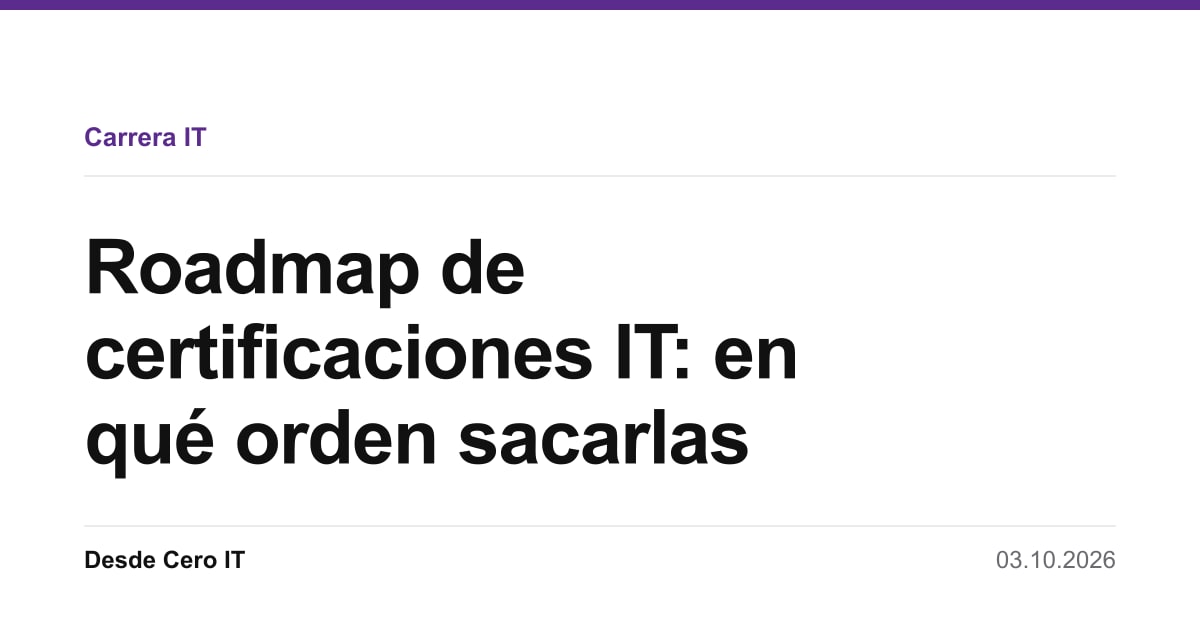 Carrera IT
Roadmap de
certificaciones IT: en
qué orden sacarlas
Desde Cero IT
03.10.2026